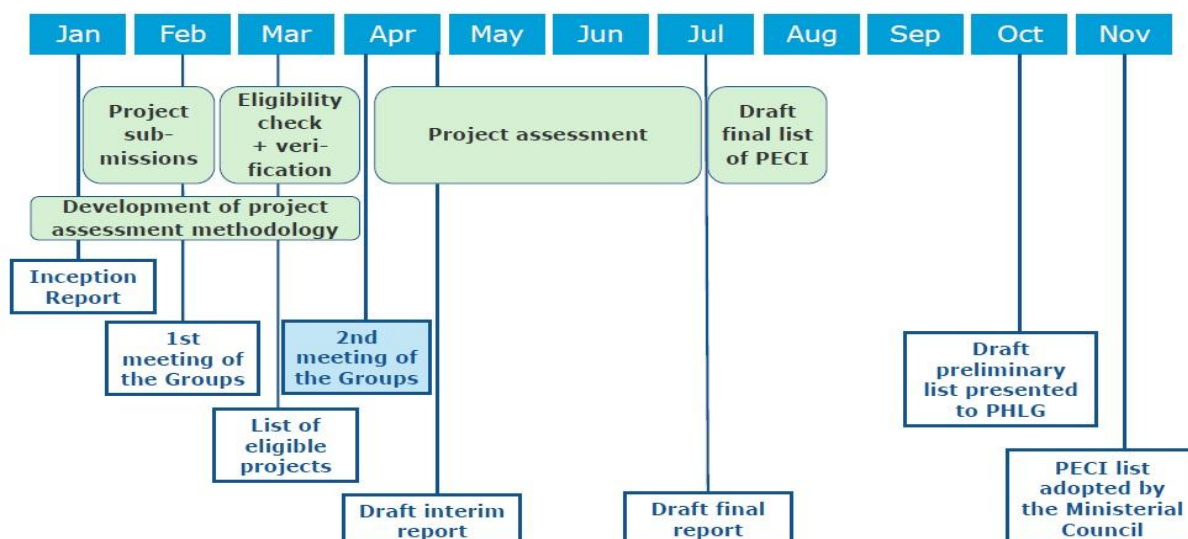 Jan Feb Mar Apr May Jun Jul Aug Sep Oct Nov
Project
sub-
missions
Eligibility
check
+ veri-
fication
Project assessment
Draft
final list
of PECI
Development of project
assessment methodology
Inception
Report
1st
meeting of
the Groups
2nd
meeting of
the Groups
List of
eligible
projects
Draft interim
report
Draft final
report
Draft
preliminary
list presented
to PHLG
PECI list
adopted by
the Ministerial
Council